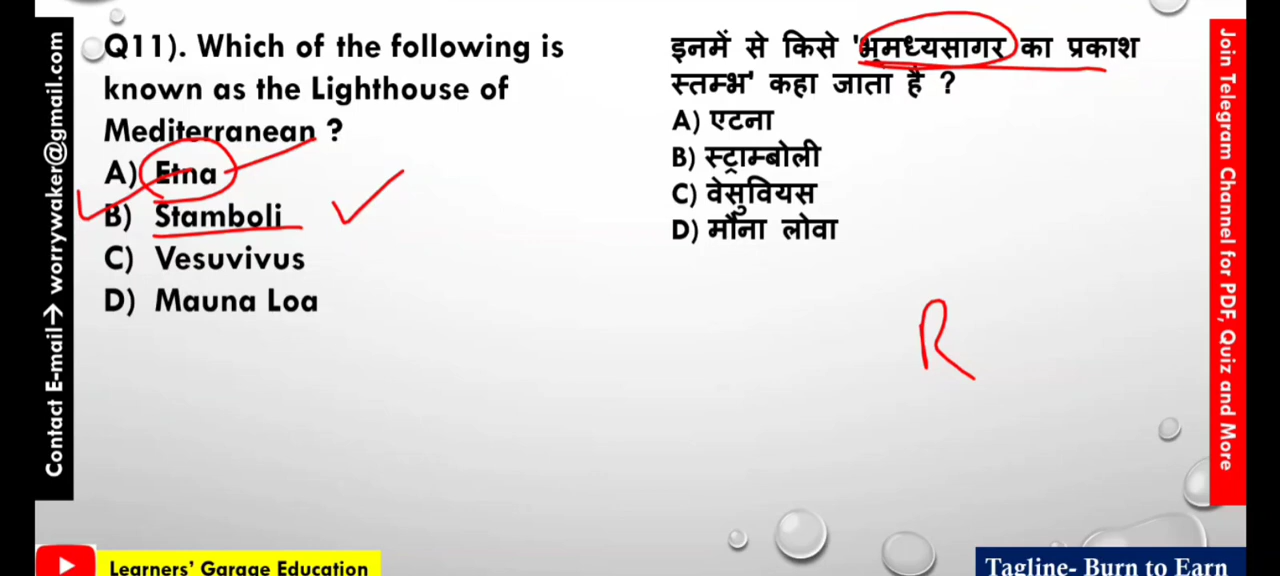 Contact E-mail→ worrywaker@gmail.com
Q11). Which of the following is
known as the Lighthouse of
Mediterranean ?
A) Etna
B) Stamboli
C) Vesuvivus
D) Mauna Loa
इनमें से किसे 'भूमध्यसागर का प्रकाश
स्तम्भ' कहा जाता है ?
A) एटना
B) स्ट्राम्बोली
C) वेसुवियस
D) मौना लोवा
R
Join Telegram Channel for PDF, Quiz and More
Learners' Garage Education
Tagline- Burn to Earn